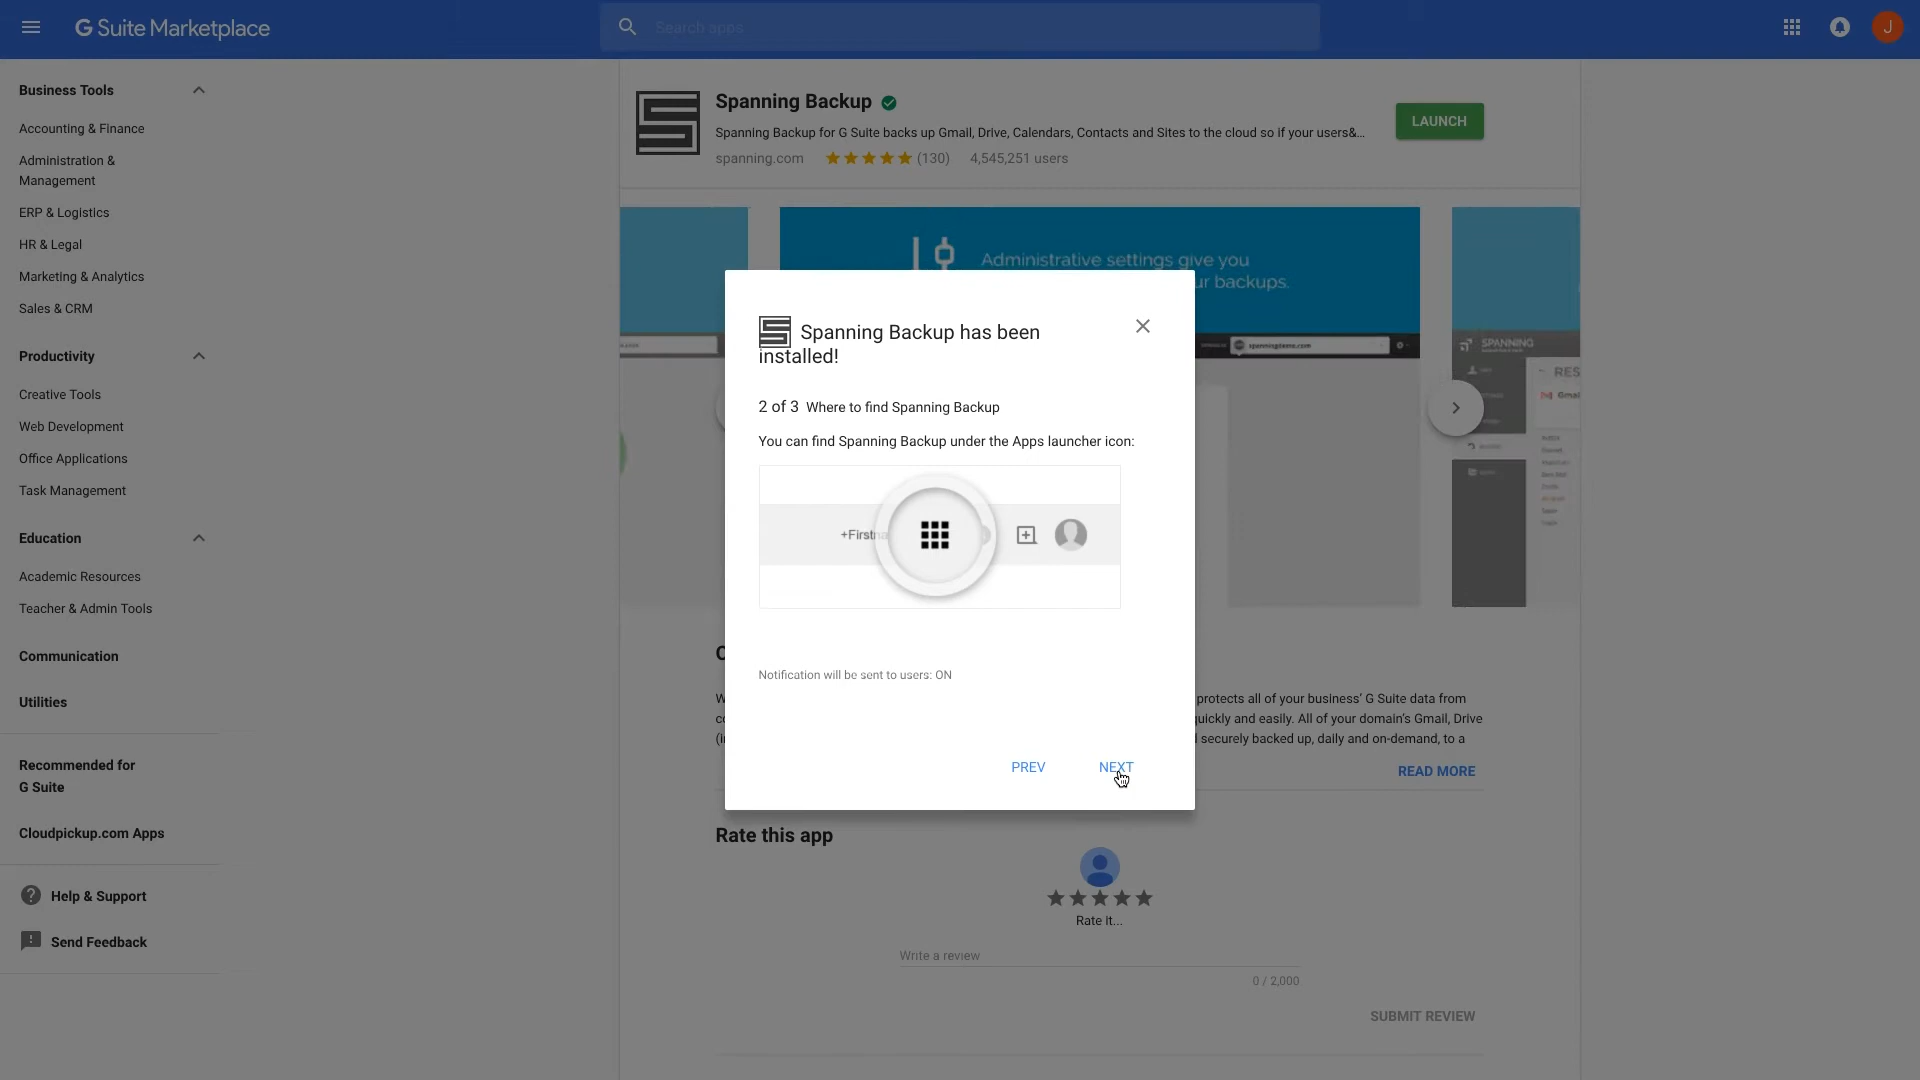 G Suite Marketplace
Search apps
J
Business Tools
Accounting & Finance
Administration &
Management
ERP & Logistics
HR & Legal
Marketing & Analytics
Sales & CRM
Productivity
Creative Tools
Web Development
Office Applications
Task Management
Education
Academic Resources
Teacher & Admin Tools
Communication
Utilities
Recommended for
G Suite
Cloudpickup.com Apps
Help & Support
Send Feedback
Spanning Backup
Spanning Backup for G Suite backs up Gmail, Drive, Calendars, Contacts and Sites to the cloud so if your users&...
spanning.com (130) 4,545,251 users
LAUNCH
Administrative settings give you
ur backups.
spanningdemo.com
SPANNING
RES
Gmai
Spanning Backup has been
installed!
2 of 3 Where to find Spanning Backup
You can find Spanning Backup under the Apps launcher icon:
+Firstna
Notification will be sent to users: ON
PREV NEXT
protects all of your business' G Suite data from
uickly and easily. All of your domain's Gmail, Drive
securely backed up, daily and on-demand, to a
READ MORE
Rate this app
Rate it...
Write a review
0 / 2,000
SUBMIT REVIEW